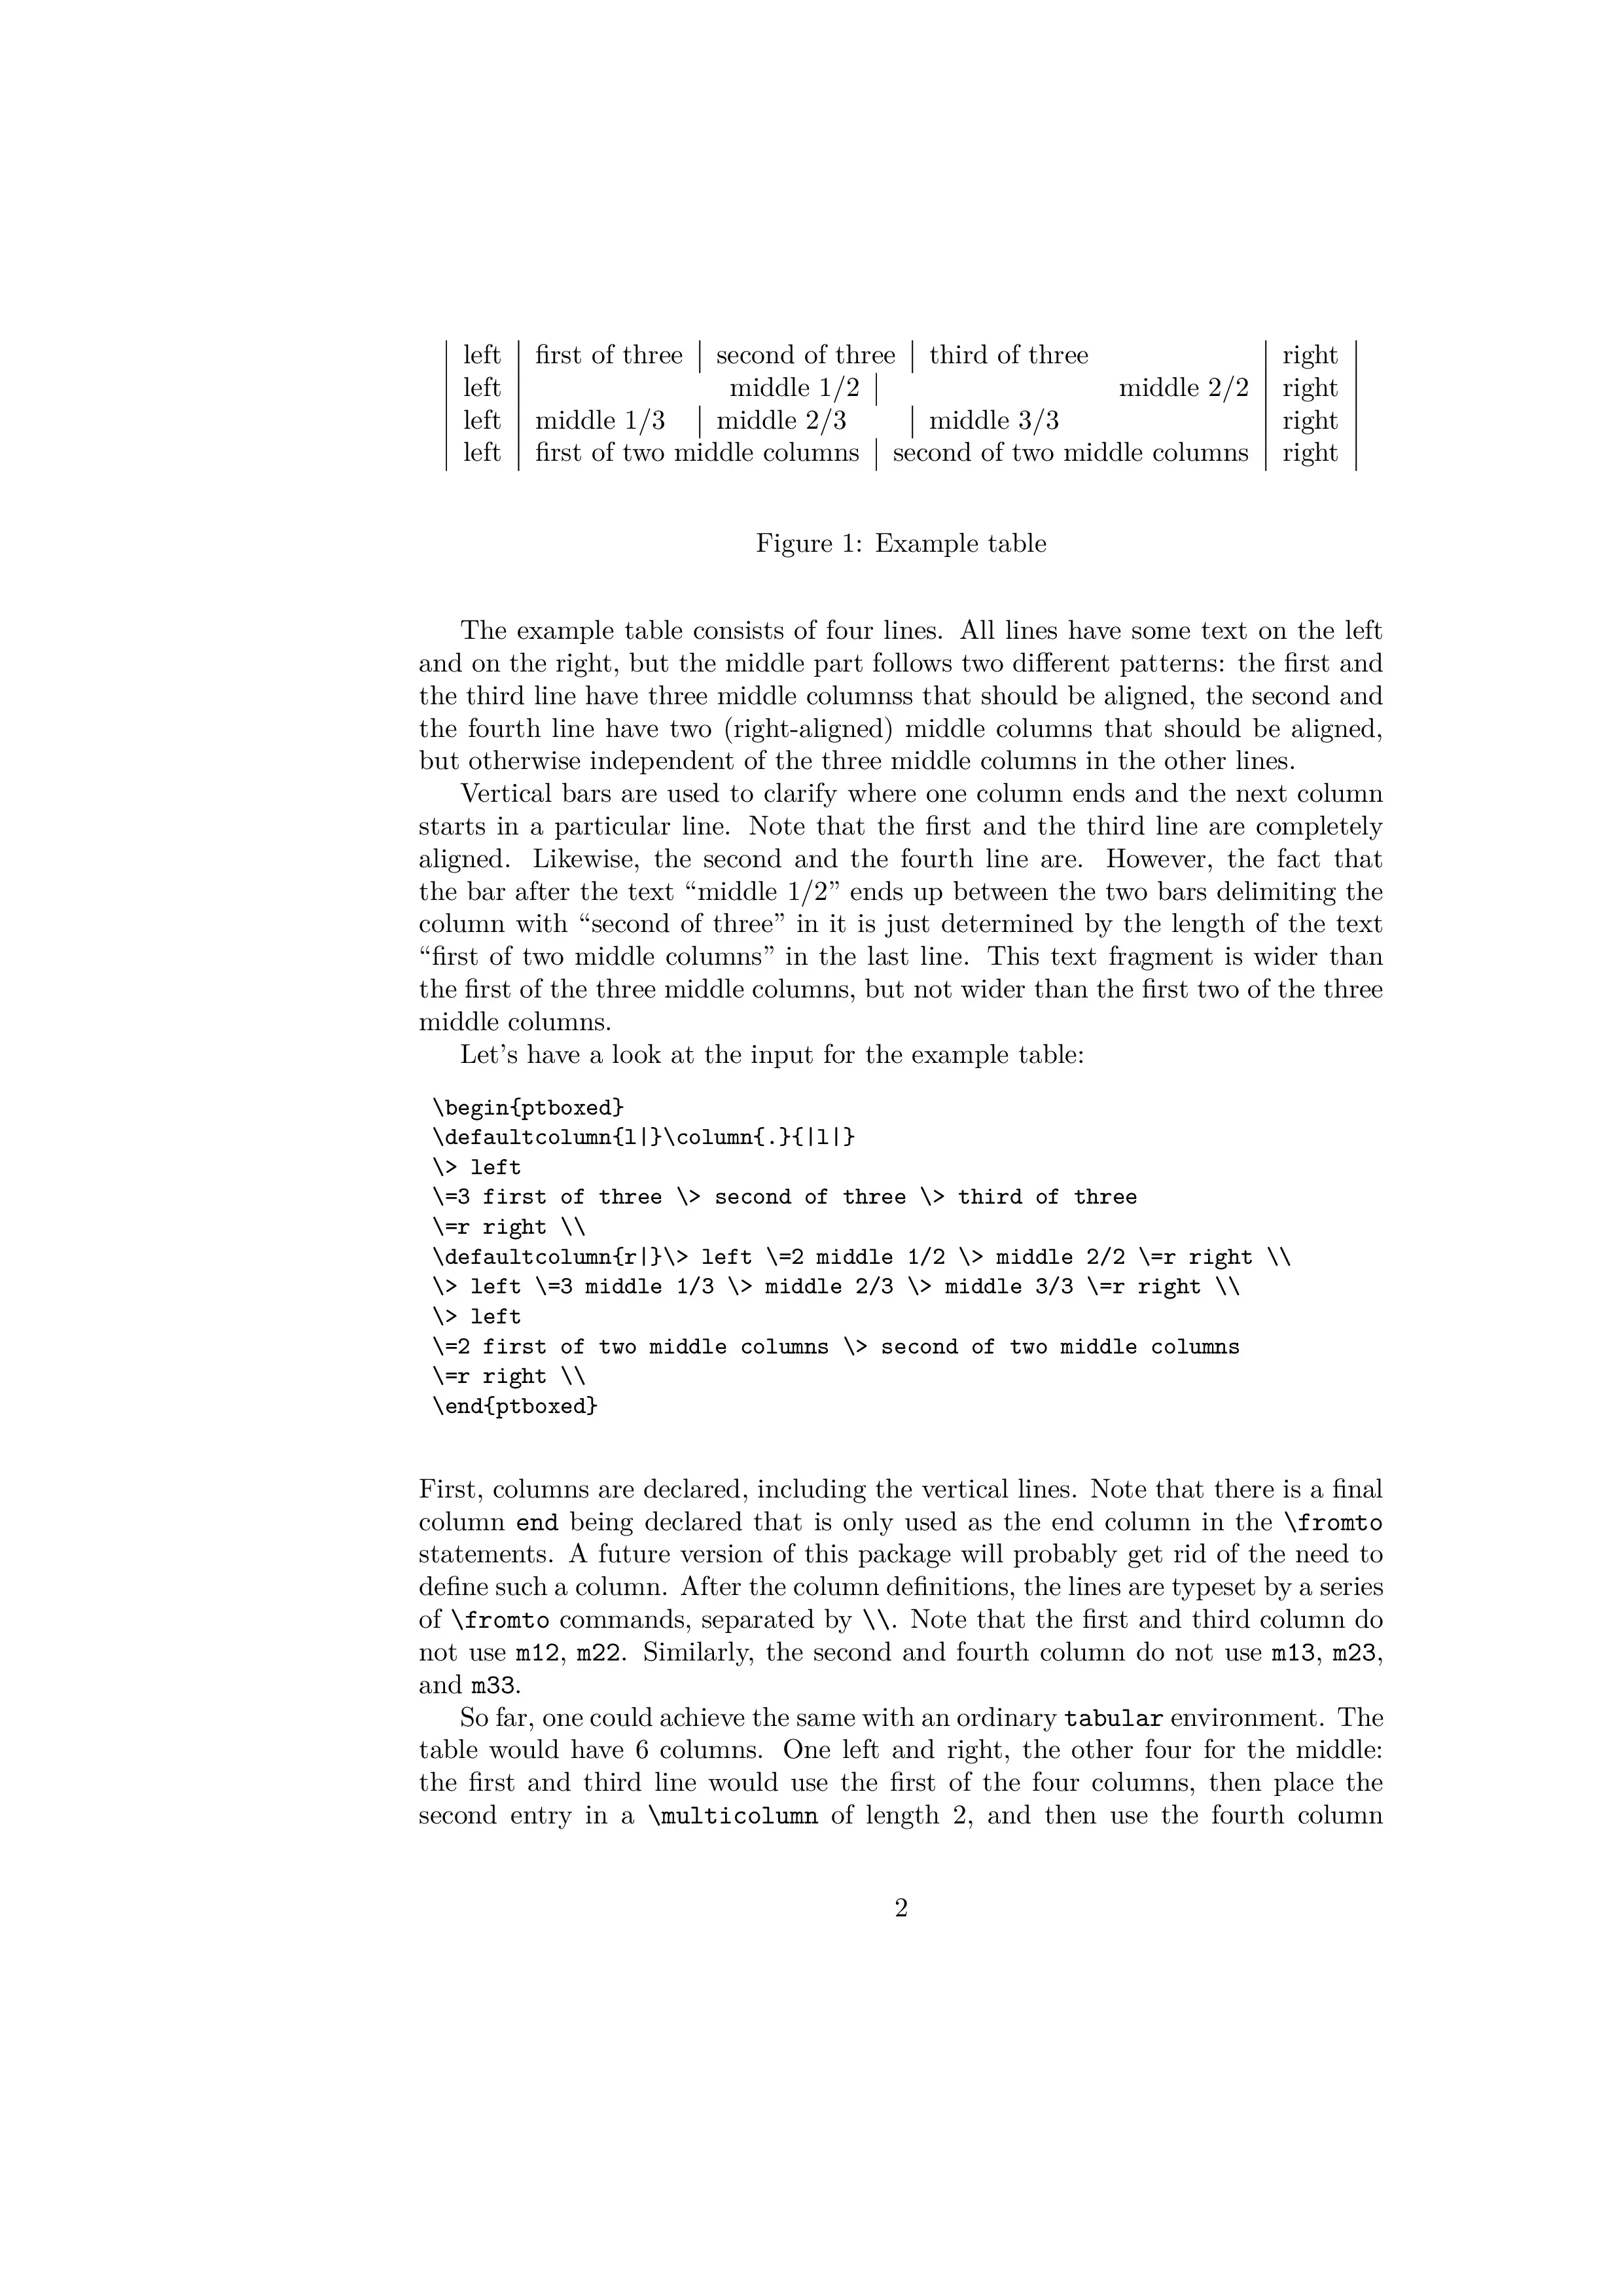 left first of three second of three third of three right
left middle 1/2 middle 2/2 right
left middle 1/3 middle 2/3 middle 3/3 right
left first of two middle columns second of two middle columns right
Figure 1: Example table
The example table consists of four lines. All lines have some text on the left
and on the right, but the middle part follows two different patterns: the first and
the third line have three middle columnss that should be aligned, the second and
the fourth line have two (right-aligned) middle columns that should be aligned,
but otherwise independent of the three middle columns in the other lines.
Vertical bars are used to clarify where one column ends and the next column
starts in a particular line. Note that the first and the third line are completely
aligned. Likewise, the second and the fourth line are. However, the fact that
the bar after the text “middle 1/2” ends up between the two bars delimiting the
column with “second of three” in it is just determined by the length of the text
“first of two middle columns” in the last line. This text fragment is wider than
the first of the three middle columns, but not wider than the first two of the three
middle columns.
Let’s have a look at the input for the example table:
\begin{ptboxed}
\defaultcolumn{l|}\column{.}{|l|}
\> left
\=3 first of three \> second of three \> third of three
\=r right \\
\defaultcolumn{r|}\> left \=2 middle 1/2 \> middle 2/2 \=r right \\
\> left \=3 middle 1/3 \> middle 2/3 \> middle 3/3 \=r right \\
\> left
\=2 first of two middle columns \> second of two middle columns
\=r right \\
\end{ptboxed}
First, columns are declared, including the vertical lines. Note that there is a final
column end being declared that is only used as the end column in the \fromto
statements. A future version of this package will probably get rid of the need to
define such a column. After the column definitions, the lines are typeset by a series
of \fromto commands, separated by \\. Note that the first and third column do
not use m12, m22. Similarly, the second and fourth column do not use m13, m23,
and m33.
So far, one could achieve the same with an ordinary tabular environment. The
table would have 6 columns. One left and right, the other four for the middle:
the first and third line would use the first of the four columns, then place the
second entry in a \multicolumn of length 2, and then use the fourth column
2